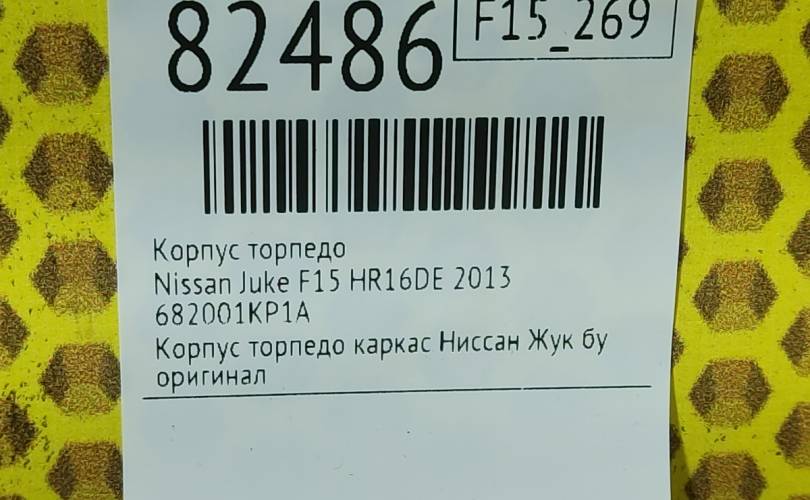 82486
F15_269
Корпус торпедо
Nissan Juke F15 HR16DE 2013
682001KP1A
Корпус торпедо каркас Ниссан Жук бу
оригинал